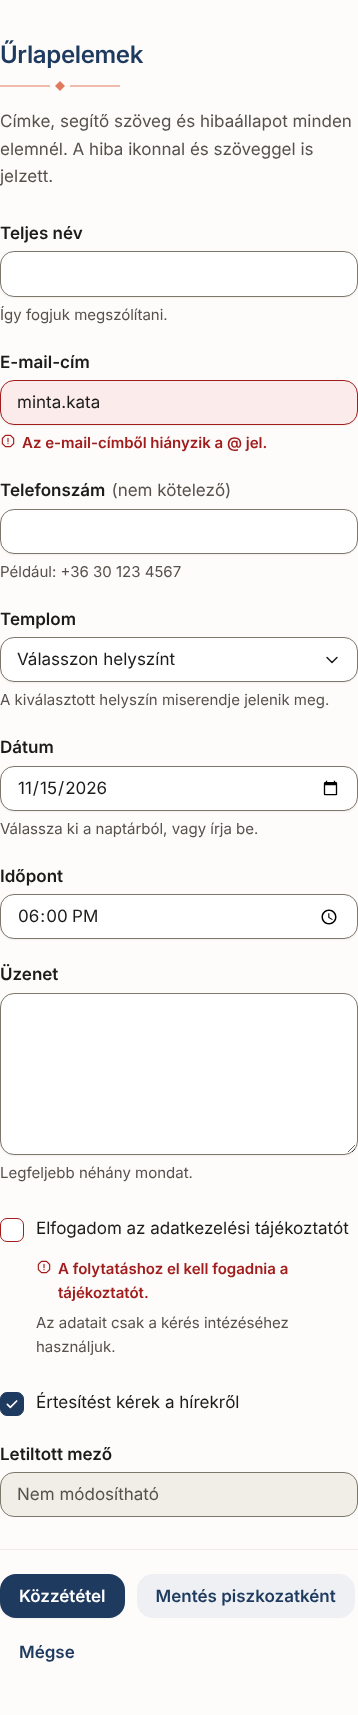 Űrlapelemek
Címke, segítő szöveg és hibaállapot minden
elemnél. A hiba ikonnal és szöveggel is
jelzett.
Teljes név
Így fogjuk megszólítani.
E-mail-cím
minta.kata
Az e-mail-címből hiányzik a @ jel.
Telefonszám (nem kötelező)
Például: +36 30 123 4567
Templom
Válasszon helyszínt
A kiválasztott helyszín miserendje jelenik meg.
Dátum
11/15/2026
Válassza ki a naptárból, vagy írja be.
Időpont
06:00 PM
Üzenet
Legfeljebb néhány mondat.
Elfogadom az adatkezelési tájékoztatót
A folytatáshoz el kell fogadnia a
tájékoztatót.
Az adatait csak a kérés intézéséhez
használjuk.
Értesítést kérek a hírekről
Letiltott mező
Nem módosítható
Közzététel
Mentés piszkozatként
Mégse